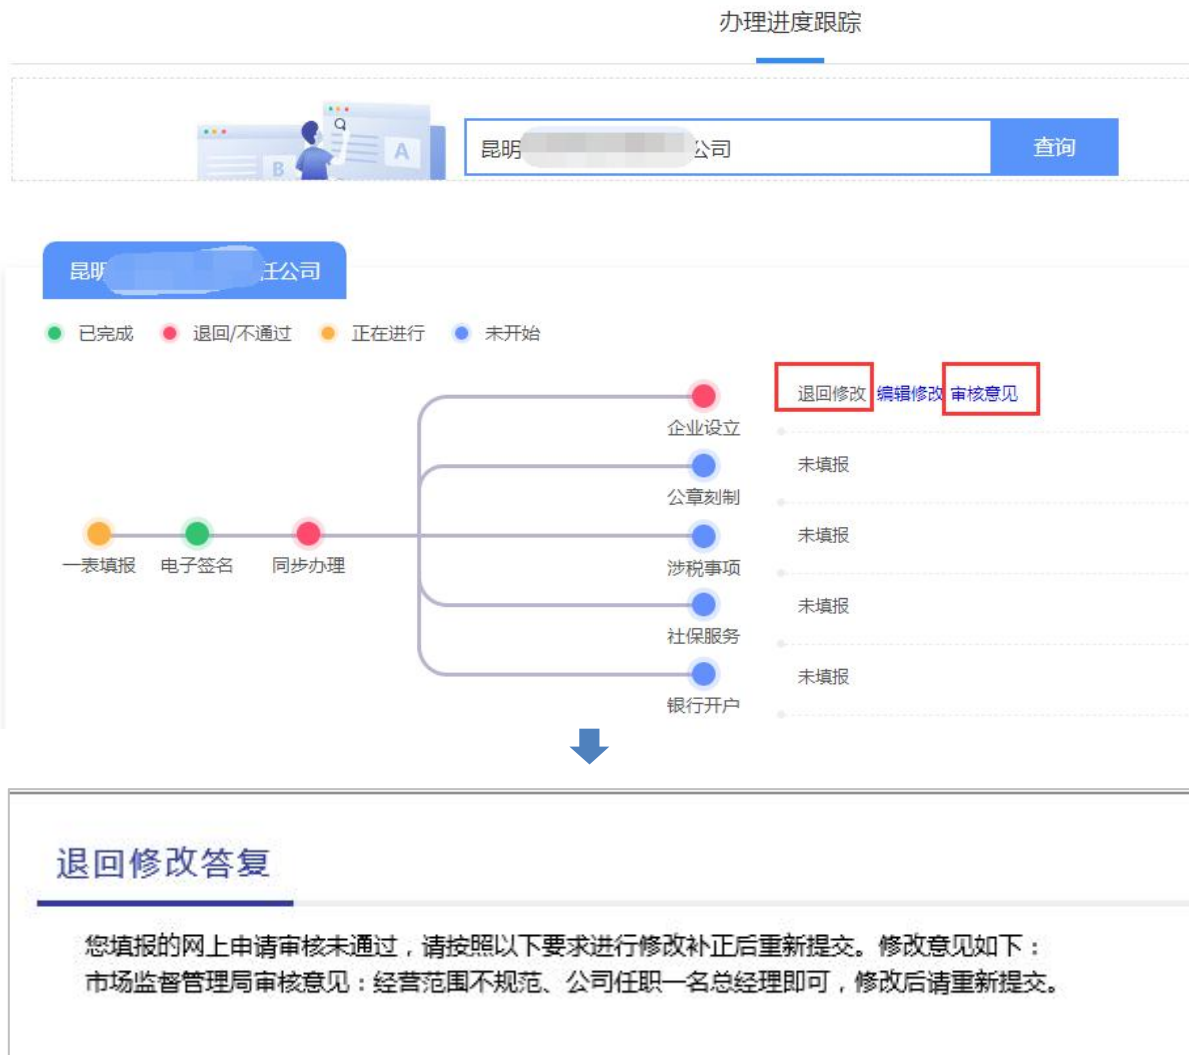 办理进度跟踪
昆明 公司
查询
A
B
昆明 任公司
已完成 退回/不通过 正在进行 未开始
退回修改 编辑修改 审核意见
企业设立
未填报
公章刻制
未填报
一表填报 电子签名 同步办理
涉税事项
未填报
社保服务
未填报
银行开户
退回修改答复
您填报的网上申请审核未通过，请按照以下要求进行修改补正后重新提交。修改意见如下：
市场监督管理局审核意见：经营范围不规范、公司任职一名总经理即可，修改后请重新提交。